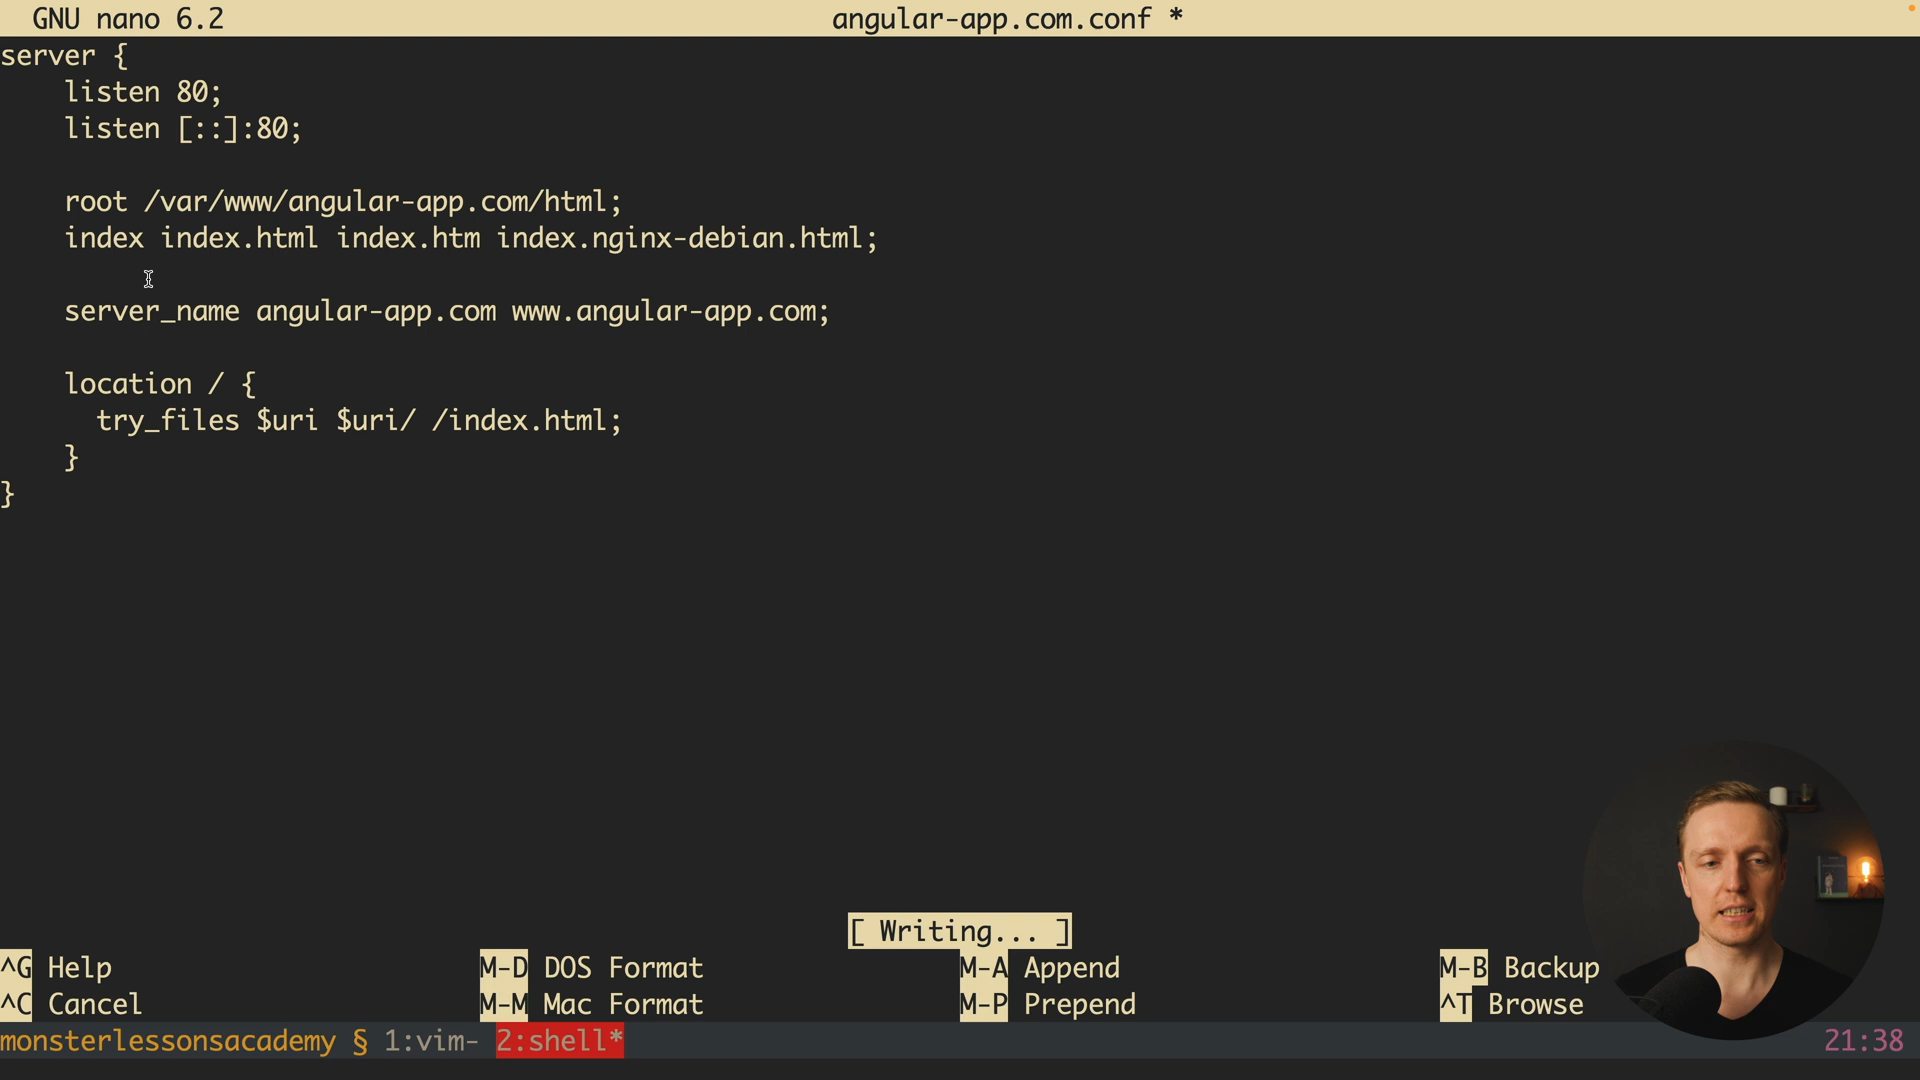 GNU nano 6.2 angular-app.com.conf *
server {
listen 80;
listen [::]:80;
root /var/www/angular-app.com/html;
index index.html index.htm index.nginx-debian.html;
server_name angular-app.com www.angular-app.com;
location / {
try_files $uri $uri/ /index.html;
}
}
[ Writing... ]
^G Help M-D DOS Format M-A Append M-B Backup
^C Cancel M-M Mac Format M-P Prepend ^T Browse
monsterlessonsacademy § 1:vim- 2:shell* 21:38